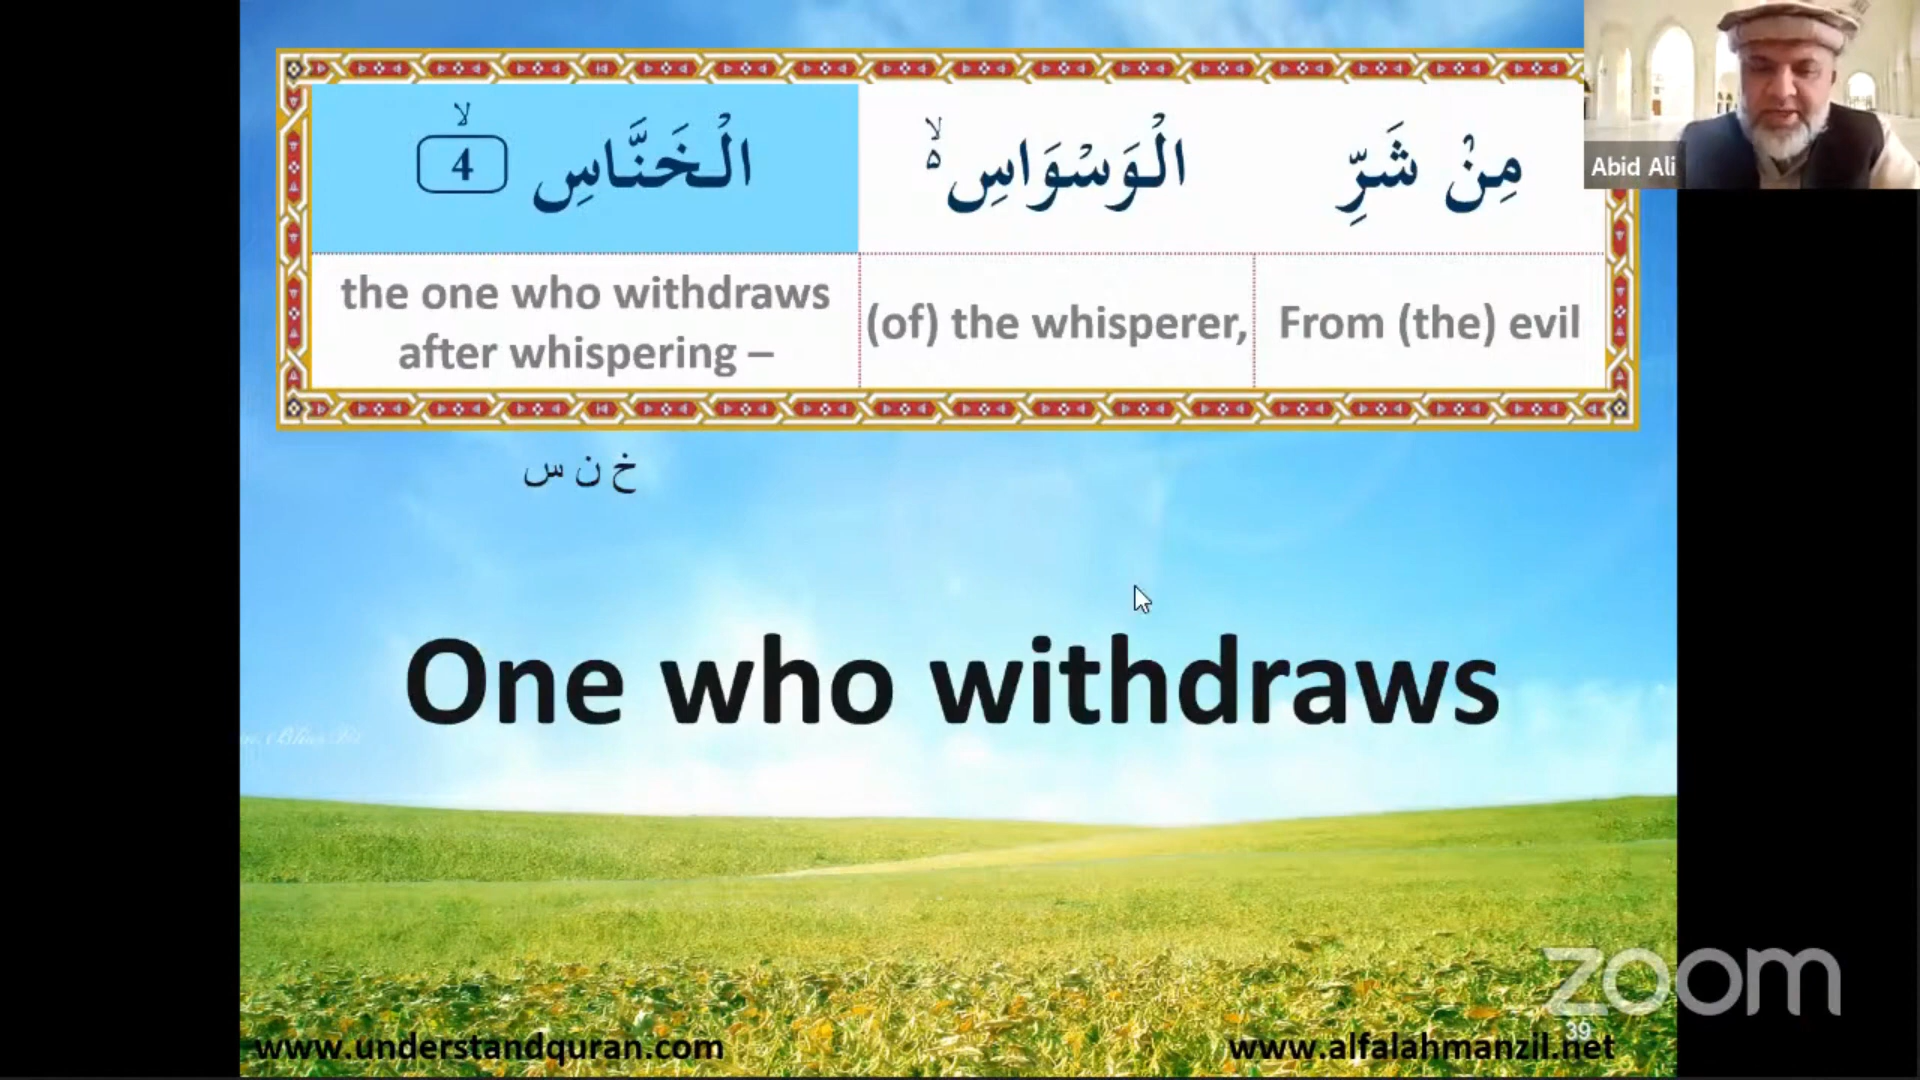 مِنْ شَرِّ الْوَسْوَاسِ ۙ۵ الْخَنَّاسِ 4 ۙ
From (the) evil
(of) the whisperer,
the one who withdraws
after whispering –
Abid Ali
خ ن س
One who withdraws
zoom
39
www.understandquran.com
www.alfalahmanzil.net